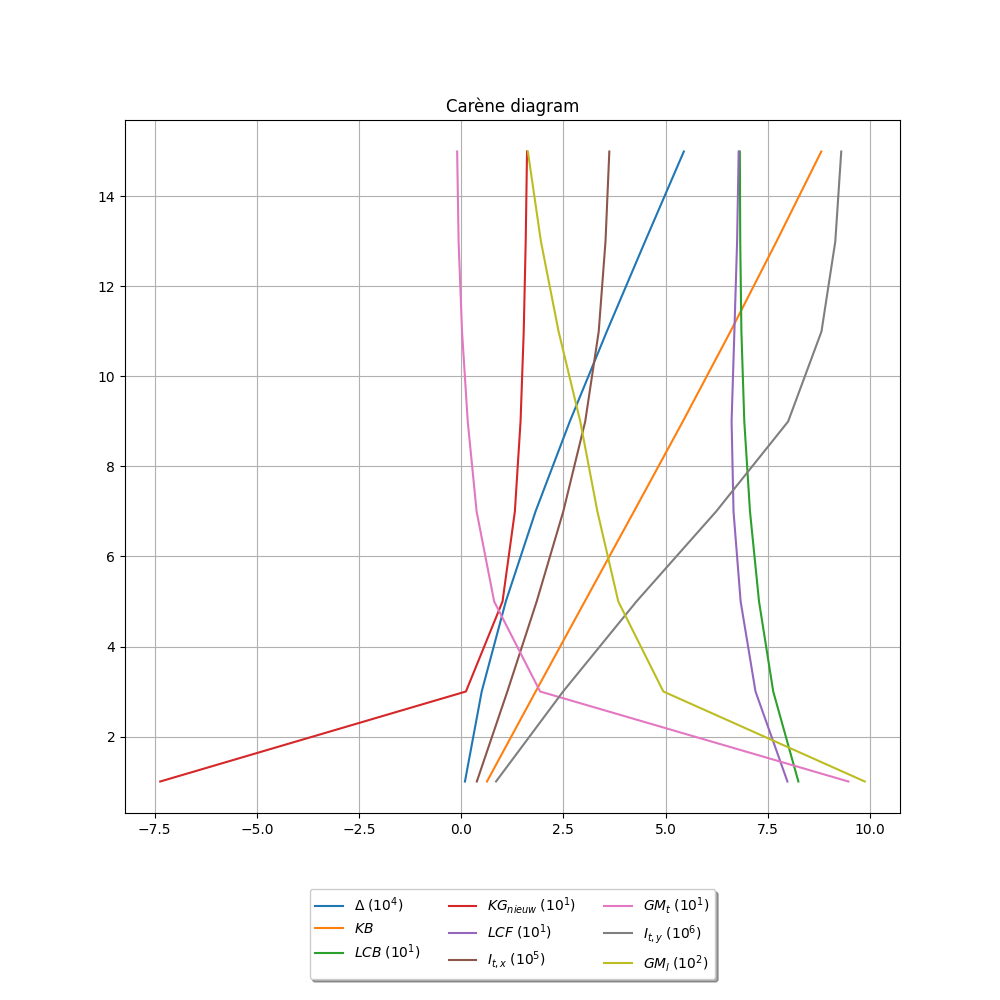 Carène diagram
14
12
10
8
6
4
2
−7.5 −5.0 −2.5 0.0 2.5 5.0 7.5 10.0
Δ (10⁴) KG_nieuw (10¹) GM_t (10¹)
KB LCF (10¹) I_t,y (10⁶)
LCB (10¹) I_t,x (10⁵) GM_l (10²)